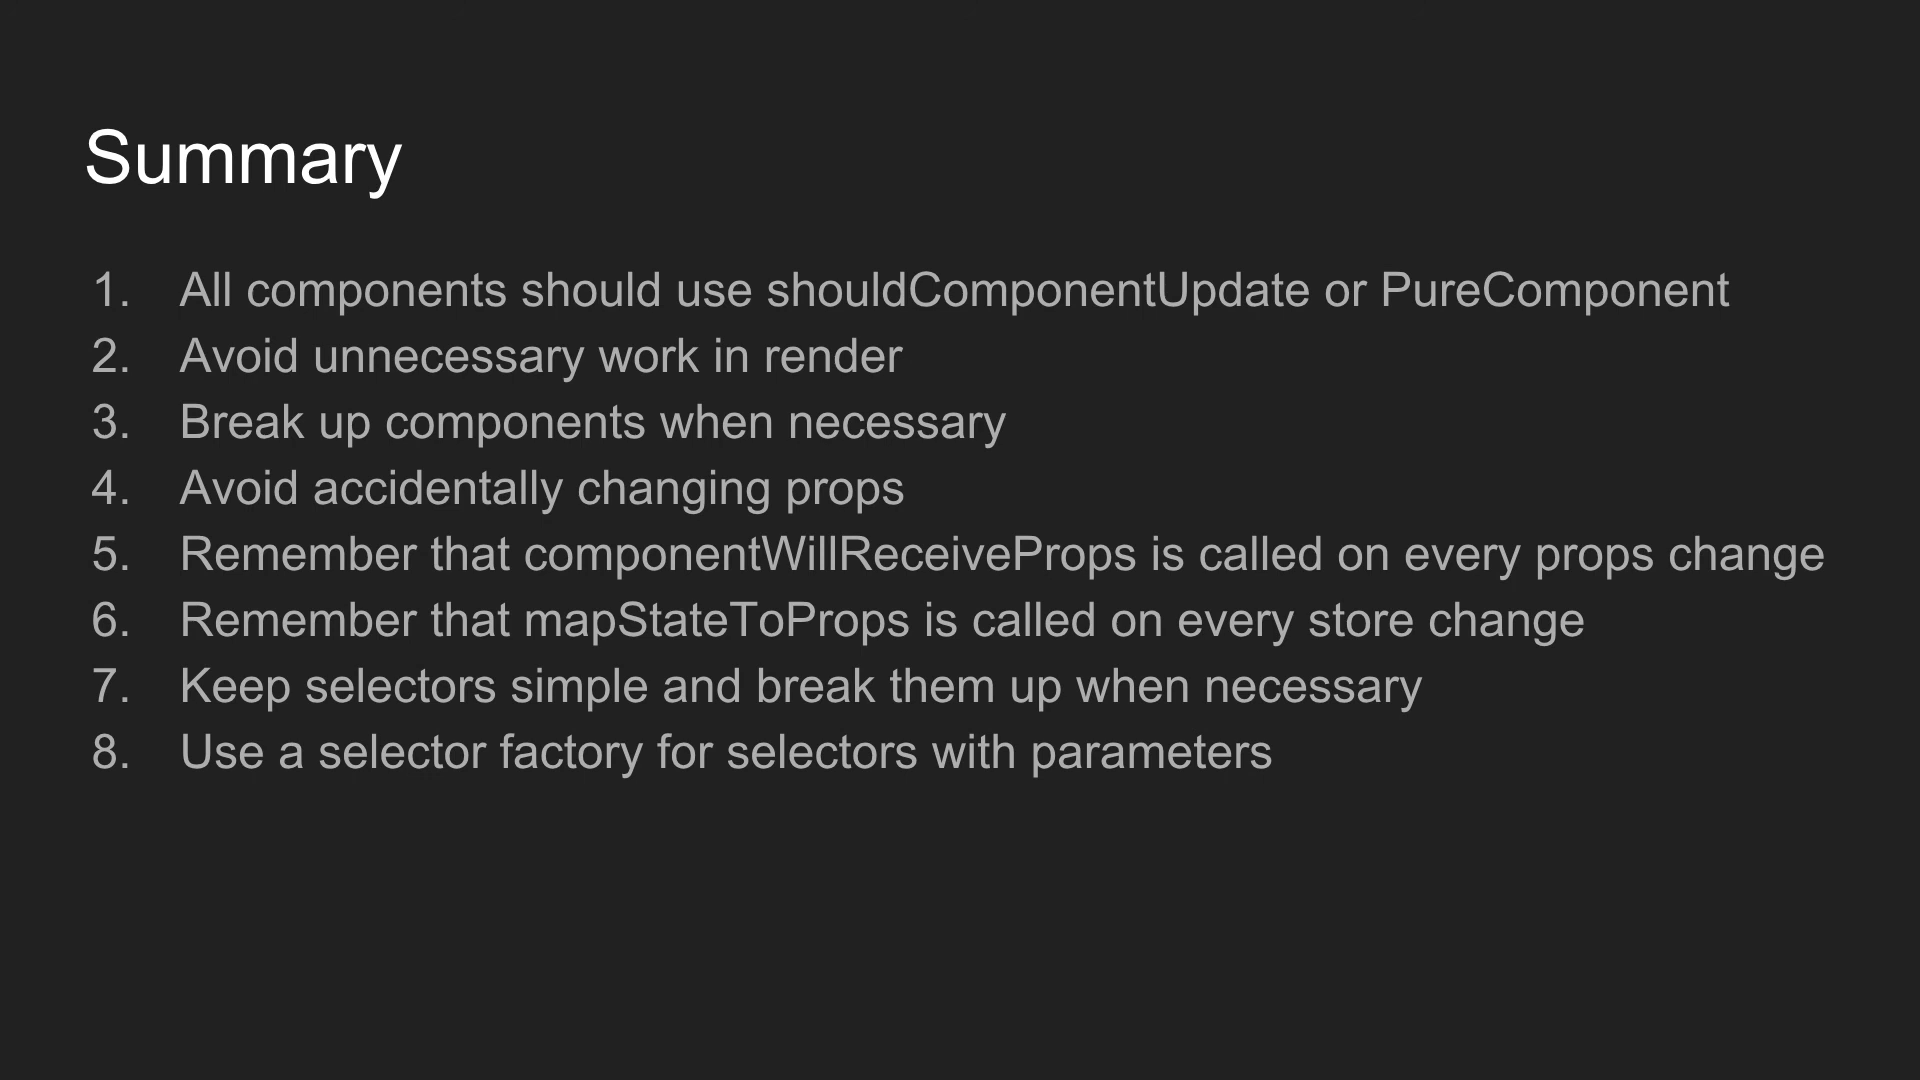 Summary
1. All components should use shouldComponentUpdate or PureComponent
2. Avoid unnecessary work in render
3. Break up components when necessary
4. Avoid accidentally changing props
5. Remember that componentWillReceiveProps is called on every props change
6. Remember that mapStateToProps is called on every store change
7. Keep selectors simple and break them up when necessary
8. Use a selector factory for selectors with parameters